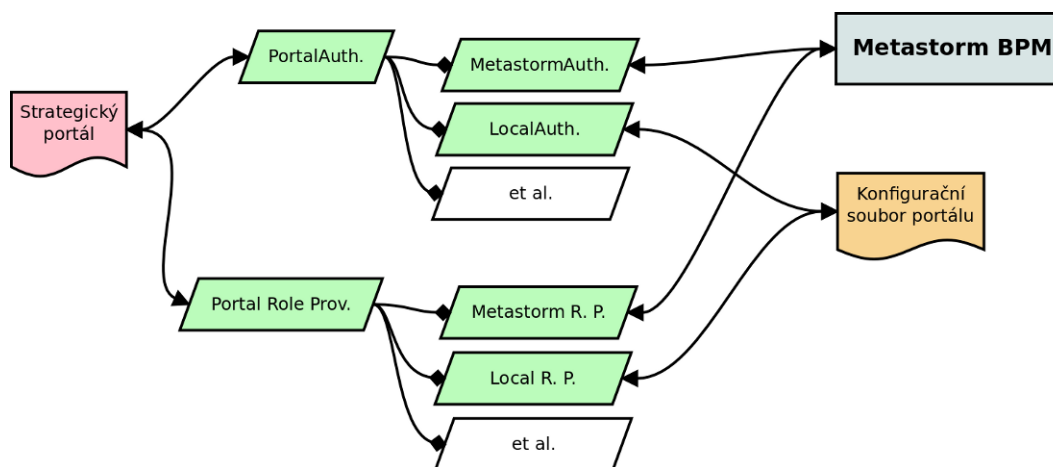 Strategický
portál
PortalAuth.
MetastormAuth.
LocalAuth.
et al.
Metastorm BPM
Konfigurační
soubor portálu
Portal Role Prov.
Metastorm R. P.
Local R. P.
et al.